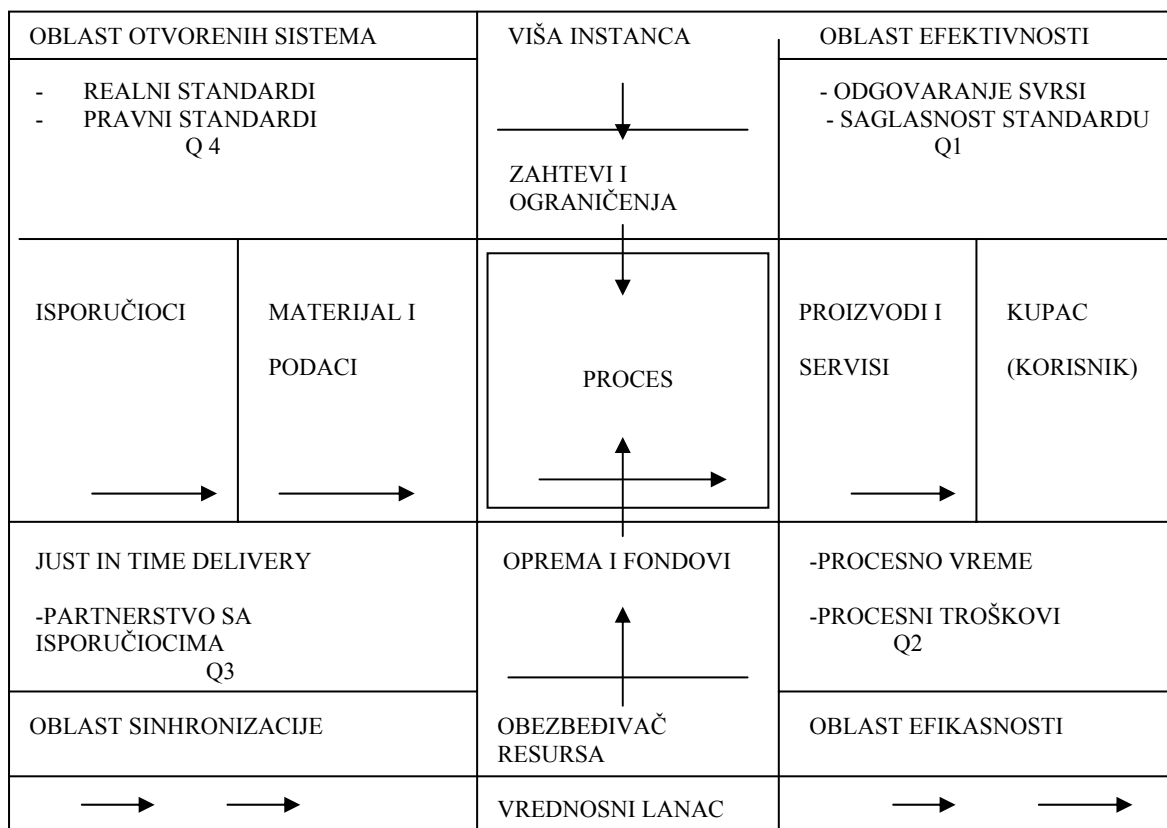 OBLAST OTVORENIH SISTEMA
VIŠA INSTANCA
OBLAST EFEKTIVNOSTI
- REALNI STANDARDI
- PRAVNI STANDARDI
Q 4
ZAHTEVI I
OGRANIČENJA
- ODGOVARANJE SVRSI
- SAGLASNOST STANDARDU
Q1
ISPORUČIOCI
MATERIJAL I
PODACI
PROCES
PROIZVODI I
SERVISI
KUPAC
(KORISNIK)
JUST IN TIME DELIVERY
-PARTNERSTVO SA
ISPORUČIOCIMA
Q3
OPREMA I FONDOVI
-PROCESNO VREME
-PROCESNI TROŠKOVI
Q2
OBLAST SINHRONIZACIJE
OBEZBEĐIVAČ
RESURSA
OBLAST EFIKASNOSTI
VREDNOSNI LANAC